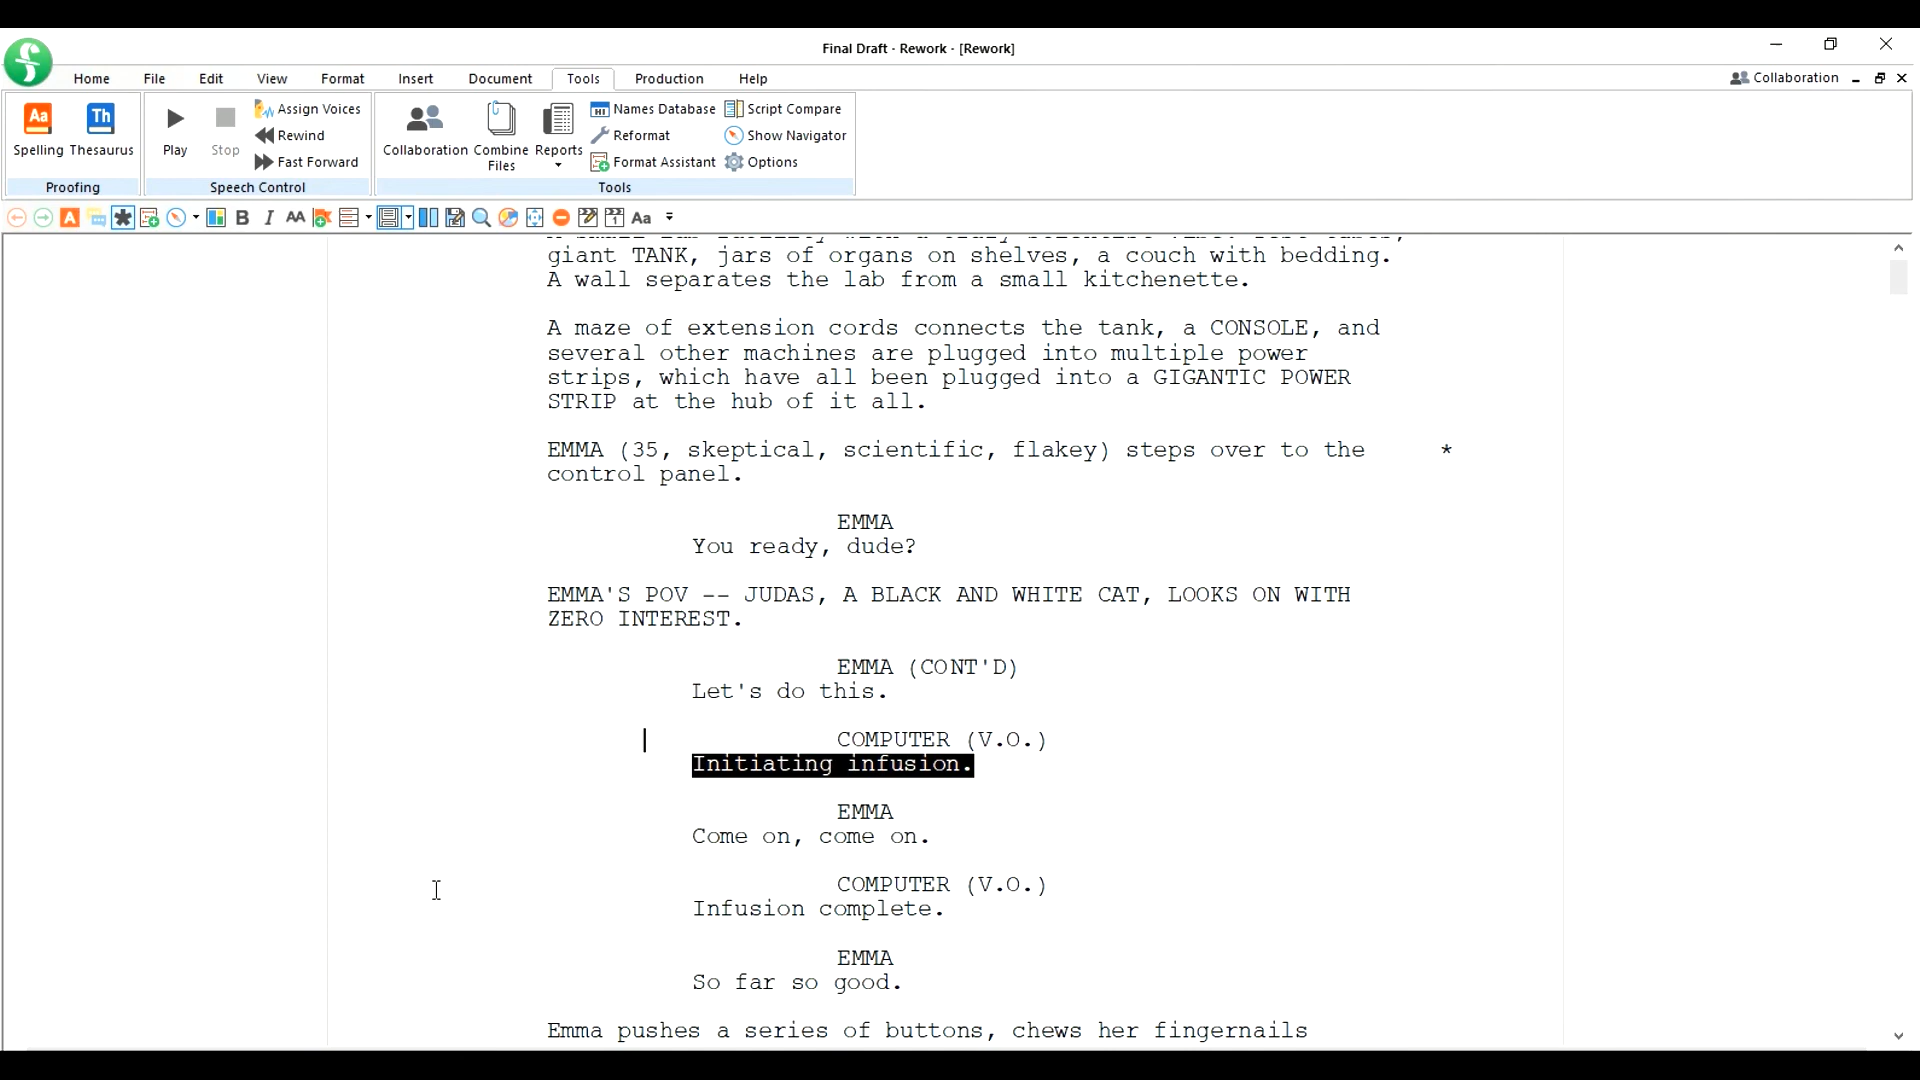 Final Draft - Rework - [Rework]
Home File Edit View Format Insert Document Tools Production Help Collaboration
Aa Th Assign Voices Names Database Script Compare
Rewind Reformat Show Navigator
Spelling Thesaurus Play Stop Fast Forward Collaboration Combine Files Reports Format Assistant Options
Proofing Speech Control Tools
A B I AA Aa
giant TANK, jars of organs on shelves, a couch with bedding.
A wall separates the lab from a small kitchenette.
A maze of extension cords connects the tank, a CONSOLE, and
several other machines are plugged into multiple power
strips, which have all been plugged into a GIGANTIC POWER
STRIP at the hub of it all.
EMMA (35, skeptical, scientific, flakey) steps over to the *
control panel.
EMMA
You ready, dude?
EMMA'S POV -- JUDAS, A BLACK AND WHITE CAT, LOOKS ON WITH
ZERO INTEREST.
EMMA (CONT'D)
Let's do this.
COMPUTER (V.O.)
Initiating infusion.
EMMA
Come on, come on.
COMPUTER (V.O.)
Infusion complete.
EMMA
So far so good.
Emma pushes a series of buttons, chews her fingernails